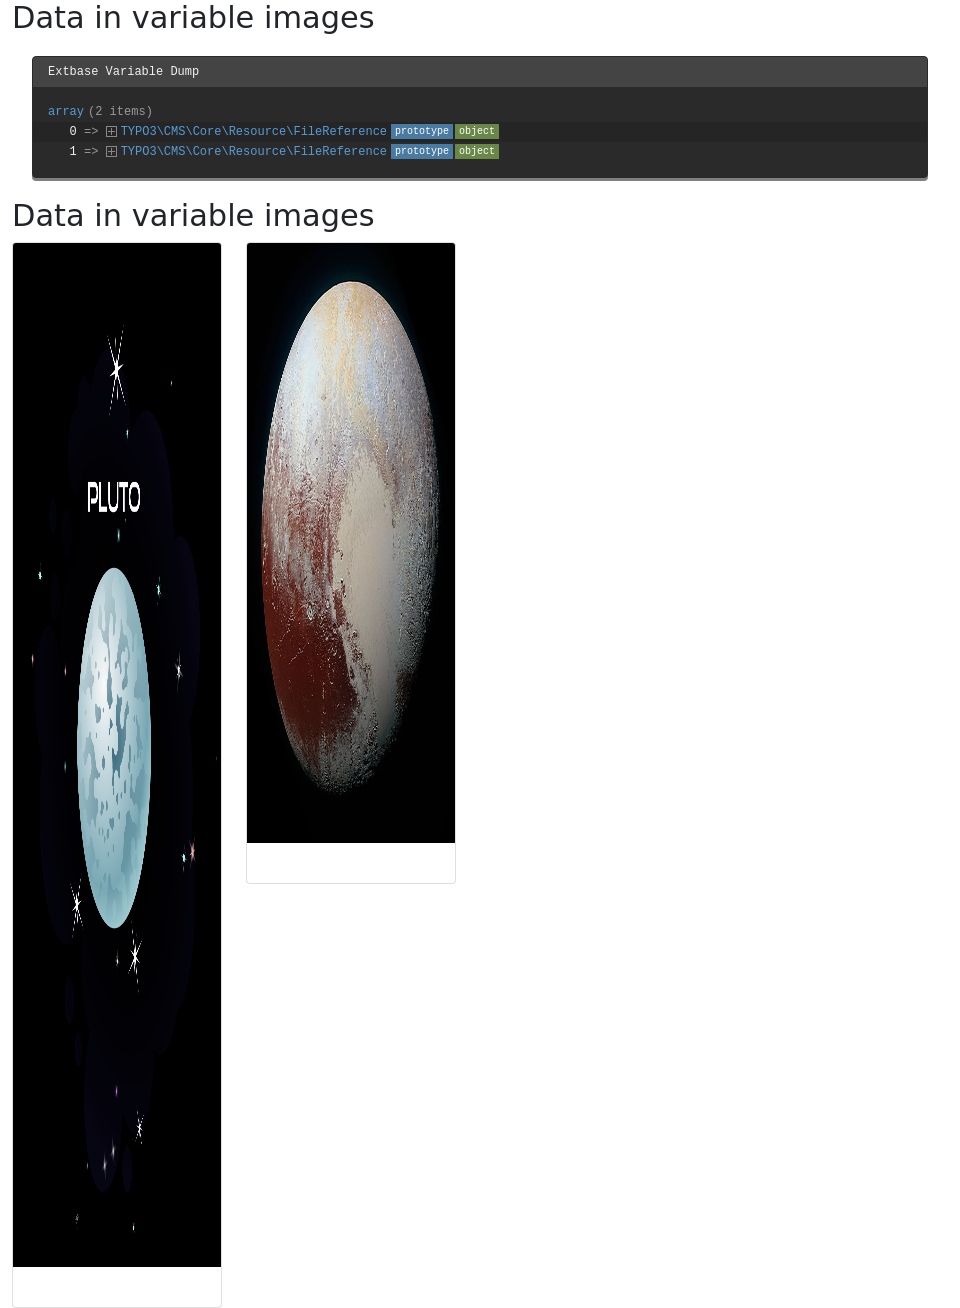 Data in variable images
Extbase Variable Dump
array (2 items)
0 => TYPO3\CMS\Core\Resource\FileReference prototype object
1 => TYPO3\CMS\Core\Resource\FileReference prototype object
Data in variable images
PLUTO